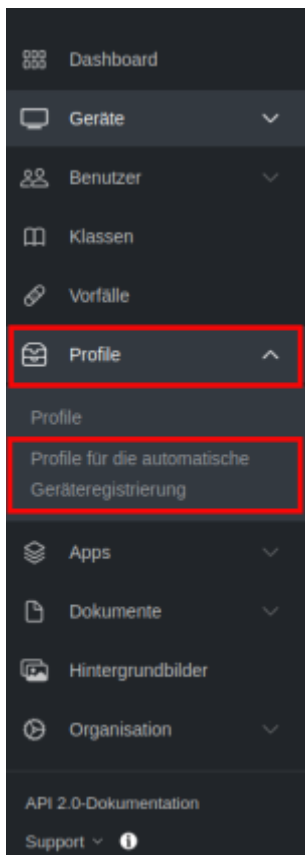 Dashboard
Geräte
Benutzer
Klassen
Vorfälle
Profile
Profile
Profile für die automatische
Geräteregistrierung
Apps
Dokumente
Hintergrundbilder
Organisation
API 2.0-Dokumentation
Support